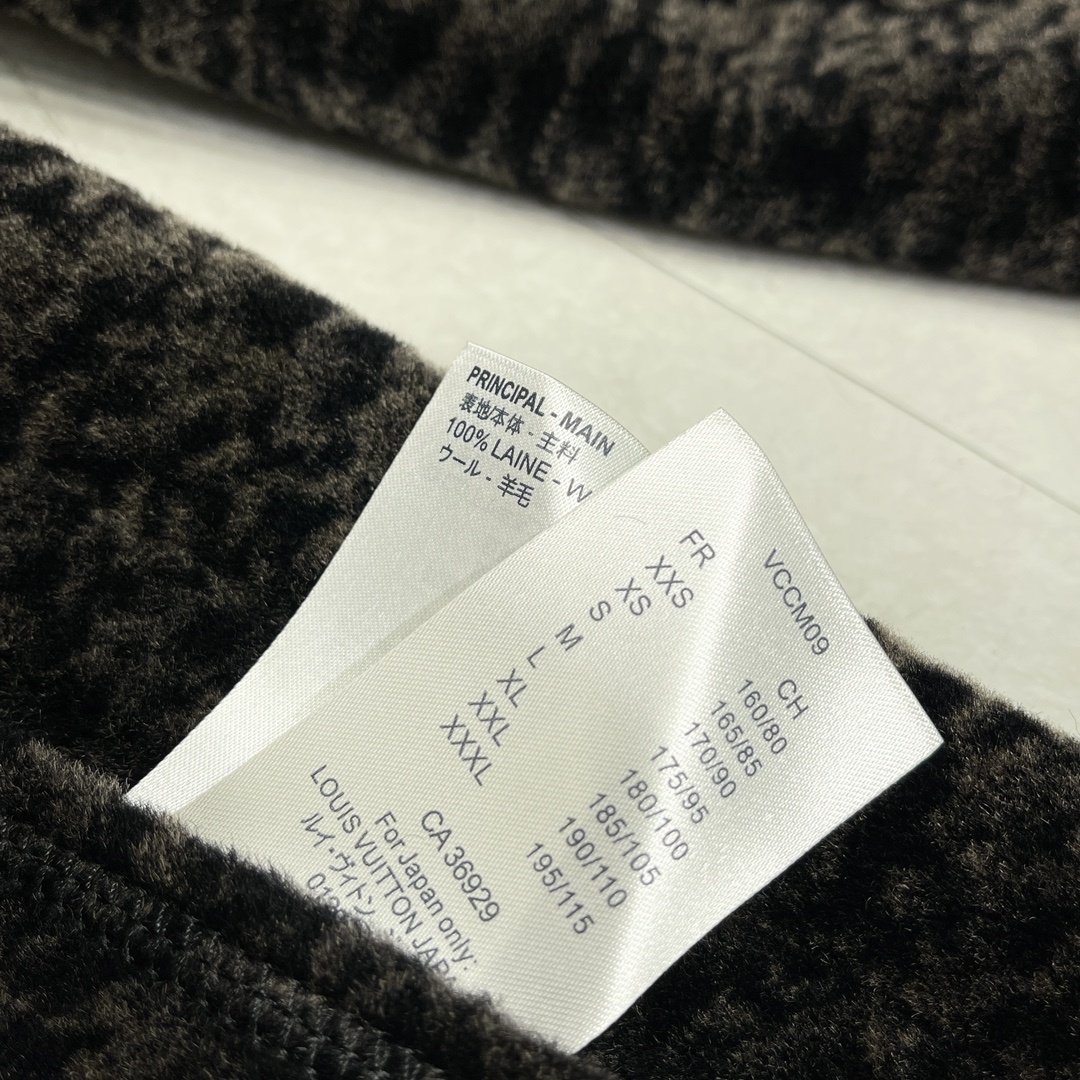 PRINCIPAL - MAIN
表地本体 - 主料
100% LAINE -
ウール - 羊毛
VCCM09
FR CH
XXS 160/80
XS 165/85
S 170/90
M 175/95
L 180/100
XL 185/105
XXL 190/110
XXXL 195/115
CA 36929
For Japan only:
LOUIS VUITTON
ルイ・ヴィトン